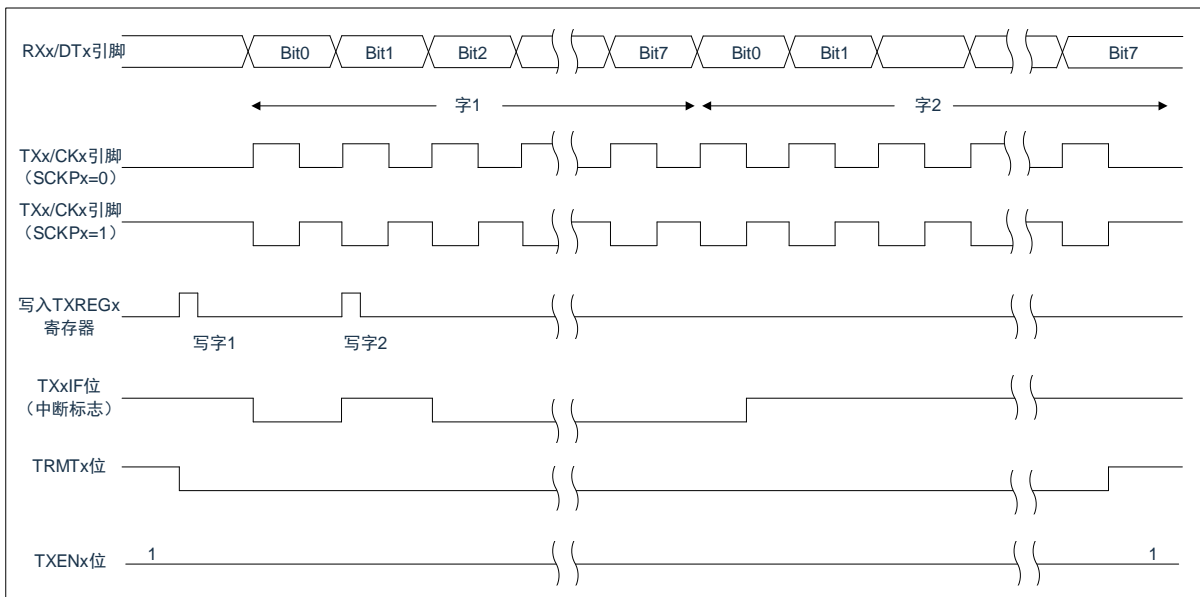 RXx/DTx引脚
Bit0 Bit1 Bit2 Bit7 Bit0 Bit1 Bit7
字1 字2
TXx/CKx引脚
（SCKPx=0）
TXx/CKx引脚
（SCKPx=1）
写入TXREGx
寄存器
写字1 写字2
TXxIF位
（中断标志）
TRMTx位
TXENx位
1 1